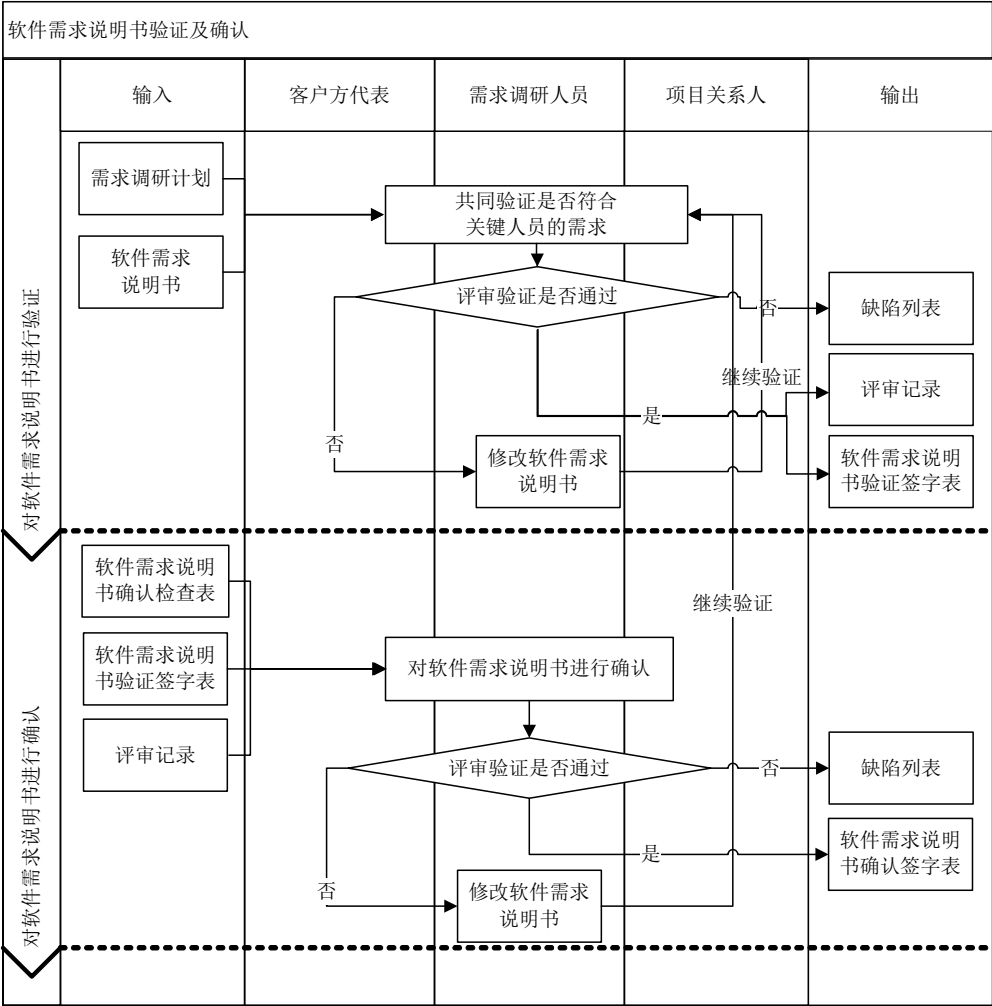 软件需求说明书验证及确认
输入
客户方代表
需求调研人员
项目关系人
输出
对软件需求说明书进行验证
需求调研计划
软件需求
说明书
共同验证是否符合
关键人员的需求
评审验证是否通过
否
缺陷列表
继续验证
评审记录
是
否
修改软件需求
说明书
软件需求说明
书验证签字表
对软件需求说明书进行确认
软件需求说明
书确认检查表
继续验证
软件需求说明
书验证签字表
对软件需求说明书进行确认
评审记录
评审验证是否通过
否
缺陷列表
是
软件需求说明
书确认签字表
否
修改软件需求
说明书